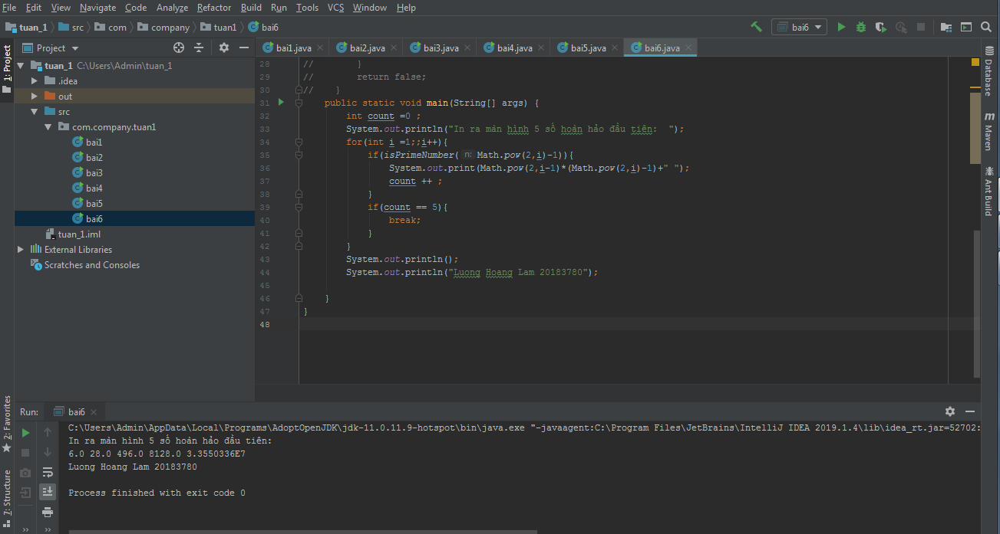 File Edit View Navigate Code Analyze Refactor Build Run Tools VCS Window Help
tuan_1 src com company tuan1 bai6 bai6
1: Project
Project
bai1.java bai2.java bai3.java bai4.java bai5.java bai6.java
tuan_1 C:\Users\Admin\tuan_1
.idea
out
src
com.company.tuan1
bai1
bai2
bai3
bai4
bai5
bai6
tuan_1.iml
External Libraries
Scratches and Consoles
28 // }
29 // return false;
30 // }
31 public static void main(String[] args) {
32 int count =0 ;
33 System.out.println("In ra màn hình 5 số hoàn hảo đầu tiên:  ");
34 for(int i =1;;i++){
35 if(isPrimeNumber( n: Math.pow(2,i)-1)){
36 System.out.print(Math.pow(2,i-1)*(Math.pow(2,i)-1)+" ");
37 count ++ ;
38 }
39 if(count == 5){
40 break;
41 }
42 }
43 System.out.println();
44 System.out.println("Luong Hoang Lam 20183780");
45
46 }
47 }
48
Database
m Maven
Ant Build
2: Favorites
7: Structure
Run: bai6
C:\Users\Admin\AppData\Local\Programs\AdoptOpenJDK\jdk-11.0.11.9-hotspot\bin\java.exe "-javaagent:C:\Program Files\JetBrains\IntelliJ IDEA 2019.1.4\lib\idea_rt.jar=52702:
In ra màn hình 5 số hoàn hảo đầu tiên:
6.0 28.0 496.0 8128.0 3.3550336E7
Luong Hoang Lam 20183780
Process finished with exit code 0